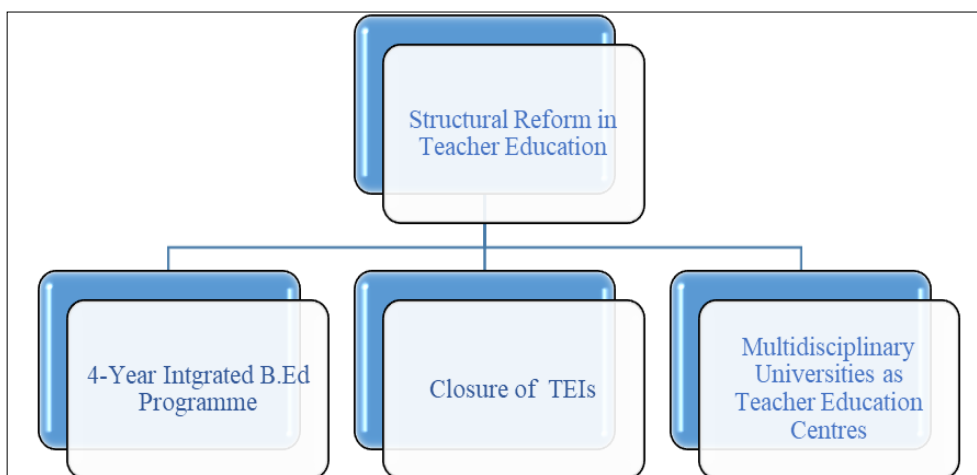 Structural Reform in
Teacher Education
4-Year Intgrated B.Ed
Programme
Closure of TEIs
Multidisciplinary
Universities as
Teacher Education
Centres